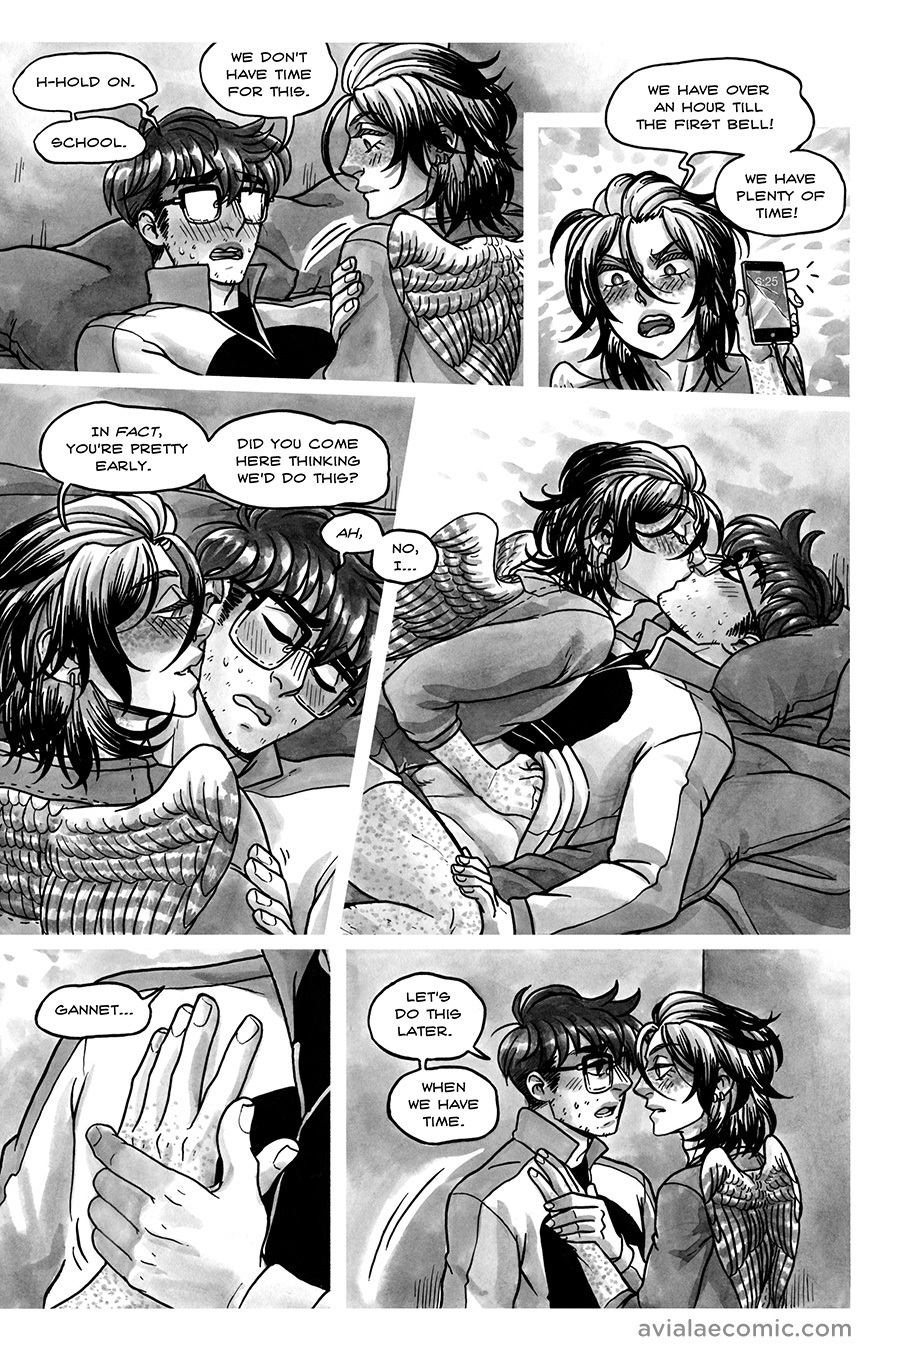 H-HOLD ON.
SCHOOL.
WE DON'T
HAVE TIME
FOR THIS.
WE HAVE OVER
AN HOUR TILL
THE FIRST BELL!
WE HAVE
PLENTY OF
TIME!
6:25
IN FACT,
YOU'RE PRETTY
EARLY.
DID YOU COME
HERE THINKING
WE'D DO THIS?
AH,
NO,
I...
GANNET...
LET'S
DO THIS
LATER.
WHEN
WE HAVE
TIME.
avialaecomic.com